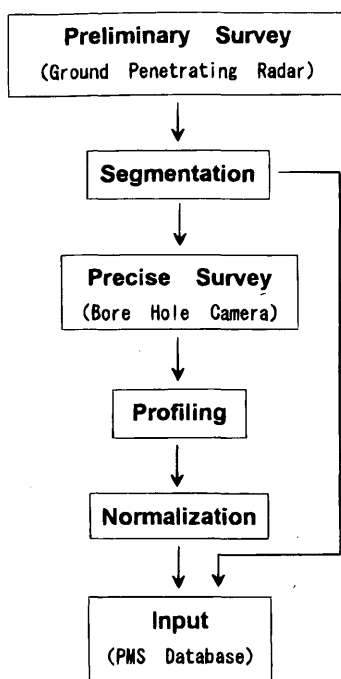 Preliminary Survey
(Ground Penetrating Radar)
Segmentation
Precise Survey
(Bore Hole Camera)
Profiling
Normalization
Input
(PMS Database)